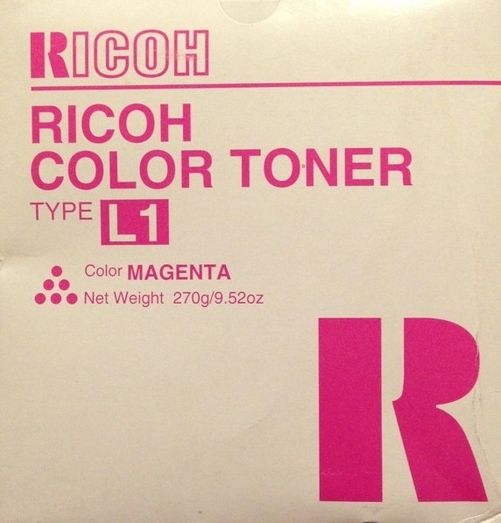 RICOH
RICOH
COLOR TONER
TYPE L1
Color MAGENTA
Net Weight 270g/9.52oz
R